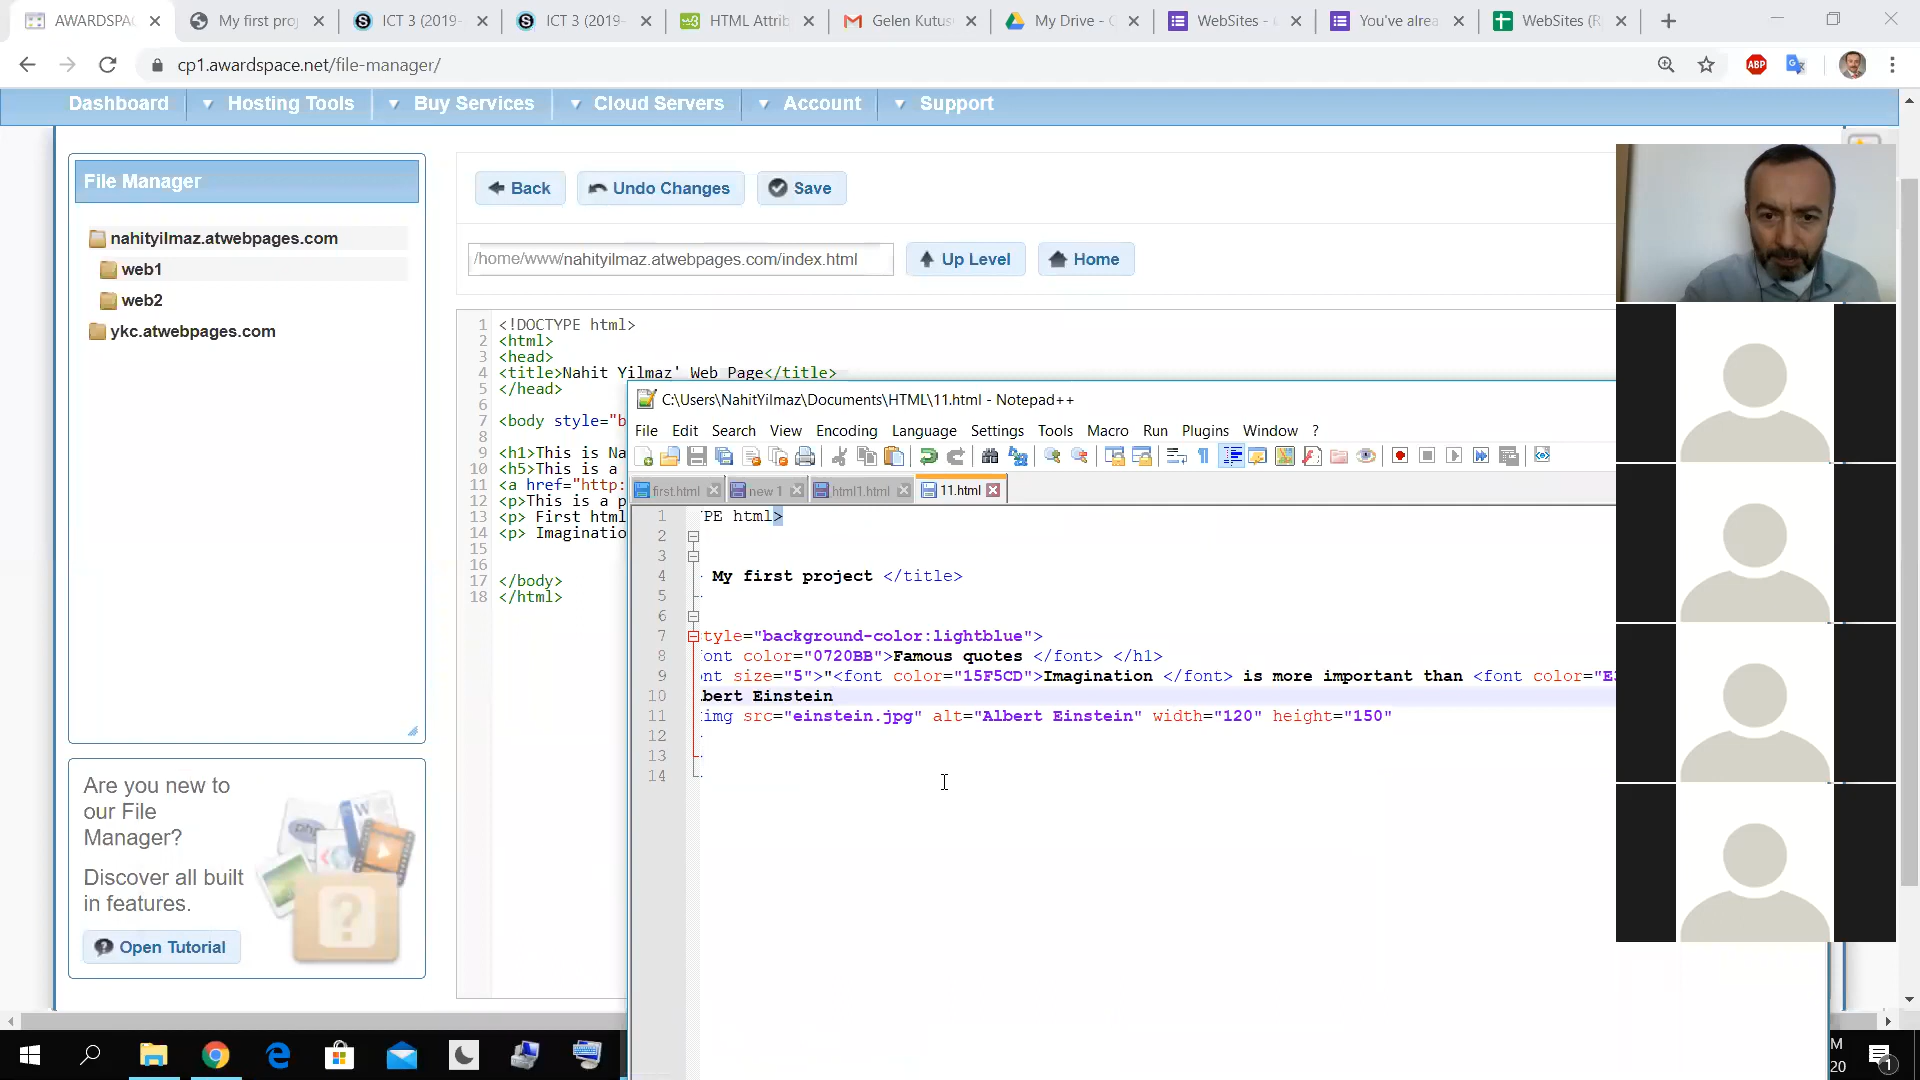 AWARDSPAC
My first proj
ICT 3 (2019-
ICT 3 (2019-
HTML Attrib
Gelen Kutus
My Drive - G
WebSites -
You've alrea
WebSites (R
cp1.awardspace.net/file-manager/
ABP
Dashboard
Hosting Tools
Buy Services
Cloud Servers
Account
Support
File Manager
nahityilmaz.atwebpages.com
web1
web2
ykc.atwebpages.com
Back
Undo Changes
Save
/home/www/nahityilmaz.atwebpages.com/index.html
Up Level
Home
1 <!DOCTYPE html>
2 <html>
3 <head>
4 <title>Nahit Yilmaz' Web Page</title>
5 </head>
6
7 <body style="b
8
9 <h1>This is Na
10 <h5>This is a
11 <a href="http:
12 <p>This is a p
13 <p> First html
14 <p> Imaginatio
15
16
17 </body>
18 </html>
C:\Users\NahitYilmaz\Documents\HTML\11.html - Notepad++
File Edit Search View Encoding Language Settings Tools Macro Run Plugins Window ?
first.html
new 1
html1.html
11.html
1 PE html>
2
3
4 My first project </title>
5
6
7 tyle="background-color:lightblue">
8 ont color="0720BB">Famous quotes </font> </h1>
9 nt size="5">"<font color="15F5CD">Imagination </font> is more important than <font color="E3
10 lbert Einstein
11 img src="einstein.jpg" alt="Albert Einstein" width="120" height="150"
12
13
14
Are you new to
our File
Manager?
Discover all built
in features.
Open Tutorial
M
20
1